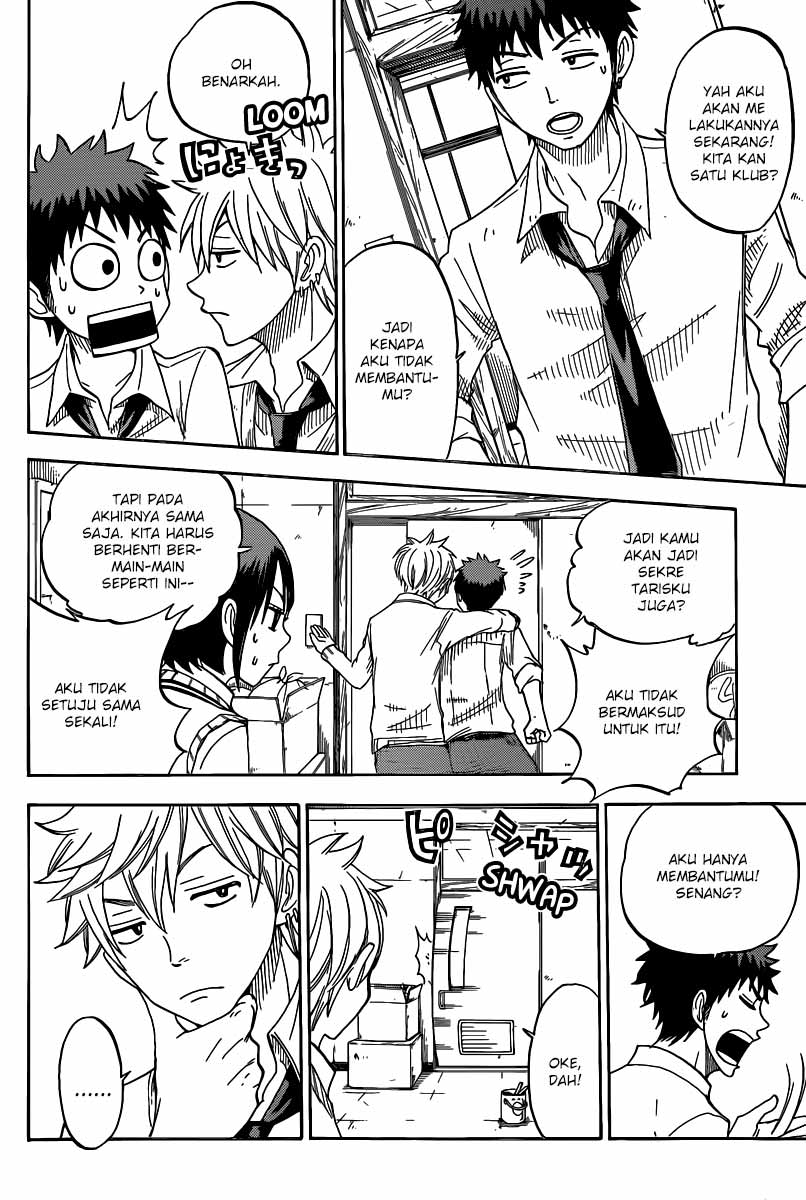 YAH AKU
AKAN ME
LAKUKANNYA
SEKARANG!
KITA KAN
SATU KLUB?
JADI
KENAPA
AKU TIDAK
MEMBANTU-
MU?
OH
BENARKAH.
LOOM
にょきっ
JADI KAMU
AKAN JADI
SEKRE
TARISKU
JUGA?
AKU TIDAK
BERMAKSUD
UNTUK ITU!
TAPI PADA
AKHIRNYA SAMA
SAJA. KITA HARUS
BERHENTI BER-
MAIN-MAIN
SEPERTI INI--
AKU TIDAK
SETUJU SAMA
SEKALI!
AKU HANYA
MEMBANTUMU!
SENANG?
ピシャッ
SHWAP
OKE,
DAH!
......